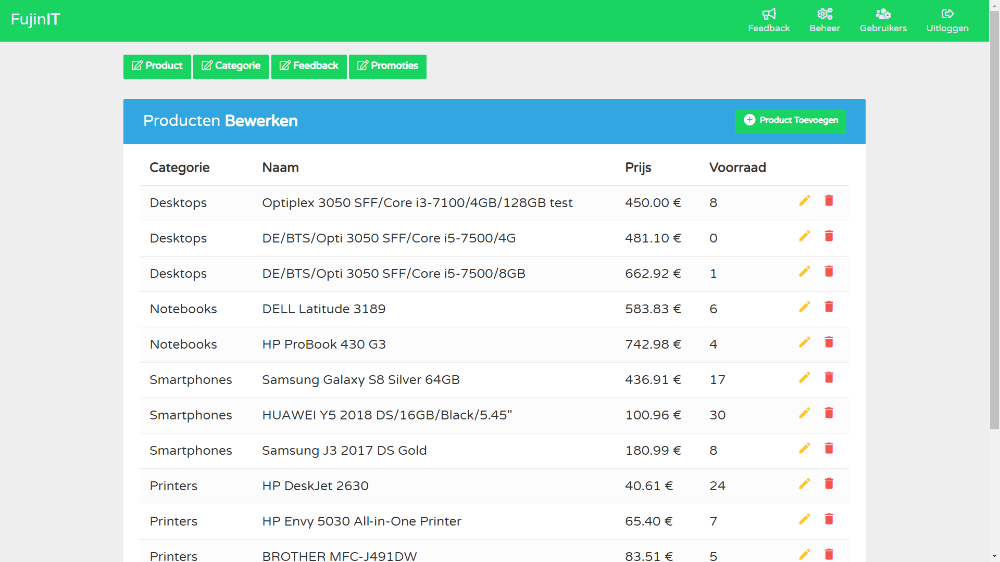 FujinIT
Feedback
Beheer
Gebruikers
Uitloggen
Product
Categorie
Feedback
Promoties
Producten Bewerken
Product Toevoegen
Categorie Naam Prijs Voorraad
Desktops Optiplex 3050 SFF/Core i3-7100/4GB/128GB test 450.00 € 8
Desktops DE/BTS/Opti 3050 SFF/Core i5-7500/4G 481.10 € 0
Desktops DE/BTS/Opti 3050 SFF/Core i5-7500/8GB 662.92 € 1
Notebooks DELL Latitude 3189 583.83 € 6
Notebooks HP ProBook 430 G3 742.98 € 4
Smartphones Samsung Galaxy S8 Silver 64GB 436.91 € 17
Smartphones HUAWEI Y5 2018 DS/16GB/Black/5.45" 100.96 € 30
Smartphones Samsung J3 2017 DS Gold 180.99 € 8
Printers HP DeskJet 2630 40.61 € 24
Printers HP Envy 5030 All-in-One Printer 65.40 € 7
Printers BROTHER MFC-J491DW 83.51 € 5